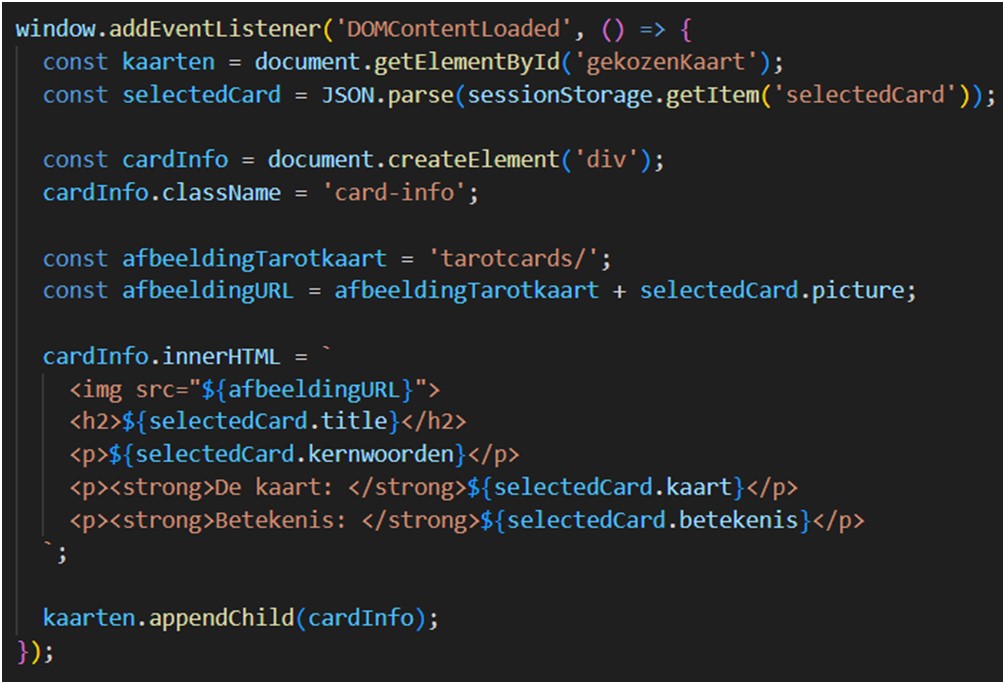 window.addEventListener('DOMContentLoaded', () => {
  const kaarten = document.getElementById('gekozenKaart');
  const selectedCard = JSON.parse(sessionStorage.getItem('selectedCard'));

  const cardInfo = document.createElement('div');
  cardInfo.className = 'card-info';

  const afbeeldingTarotkaart = 'tarotcards/';
  const afbeeldingURL = afbeeldingTarotkaart + selectedCard.picture;

  cardInfo.innerHTML = `
    <img src="${afbeeldingURL}">
    <h2>${selectedCard.title}</h2>
    <p>${selectedCard.kernwoorden}</p>
    <p><strong>De kaart: </strong>${selectedCard.kaart}</p>
    <p><strong>Betekenis: </strong>${selectedCard.betekenis}</p>
  `;

  kaarten.appendChild(cardInfo);
});